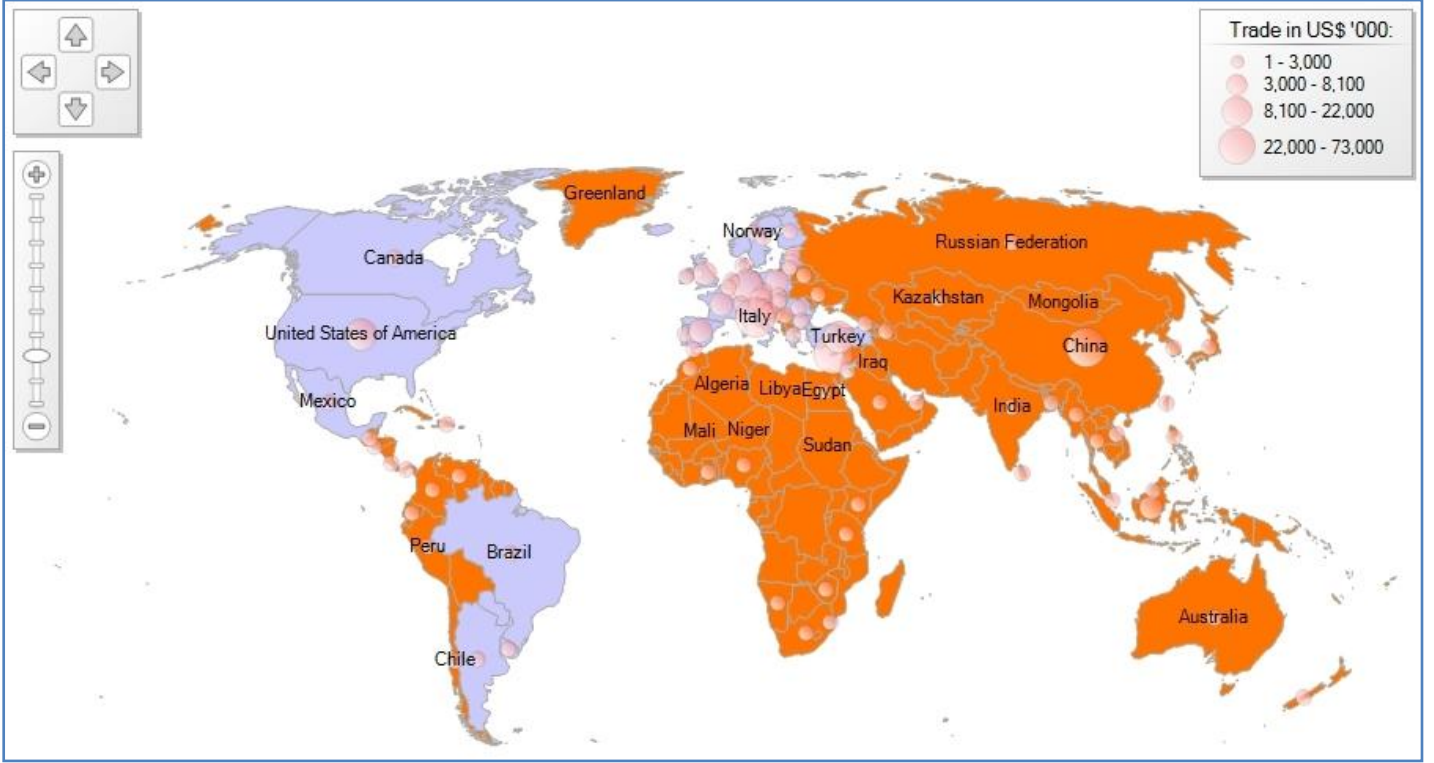 Trade in US$ '000:
1 - 3,000
3,000 - 8,100
8,100 - 22,000
22,000 - 73,000
Greenland
Norway
Russian Federation
Canada
Kazakhstan
Mongolia
Italy
United States of America
Turkey
China
Iraq
Algeria
Libya
Egypt
Mexico
India
Mali
Niger
Sudan
Peru
Brazil
Australia
Chile